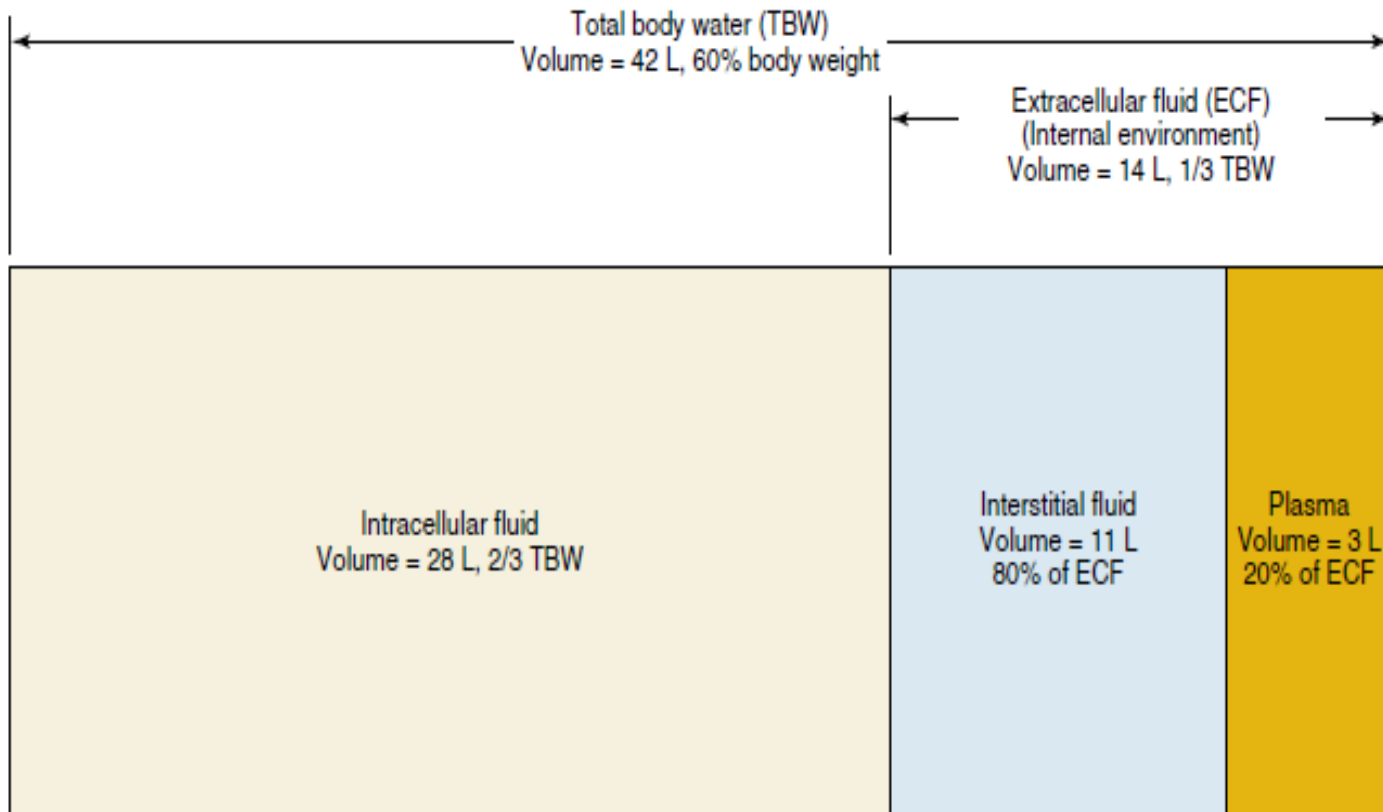 Total body water (TBW)
Volume = 42 L, 60% body weight
Extracellular fluid (ECF)
(Internal environment)
Volume = 14 L, 1/3 TBW
Intracellular fluid
Volume = 28 L, 2/3 TBW
Interstitial fluid
Volume = 11 L
80% of ECF
Plasma
Volume = 3 L
20% of ECF